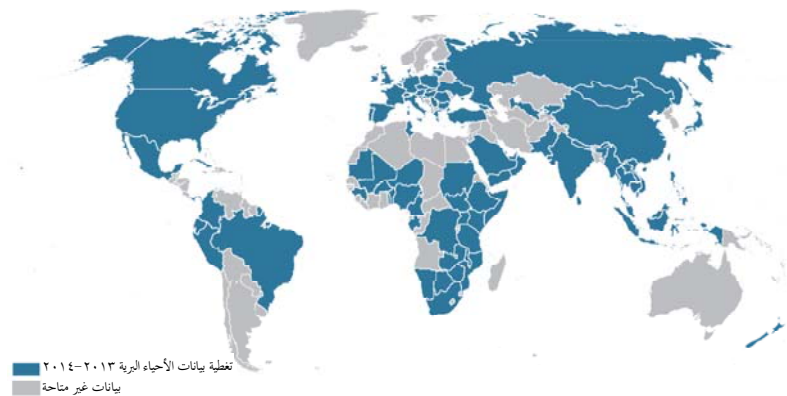 تغطية بيانات الأحياء البرية ٢٠١٣-٢٠١٤
بيانات غير متاحة